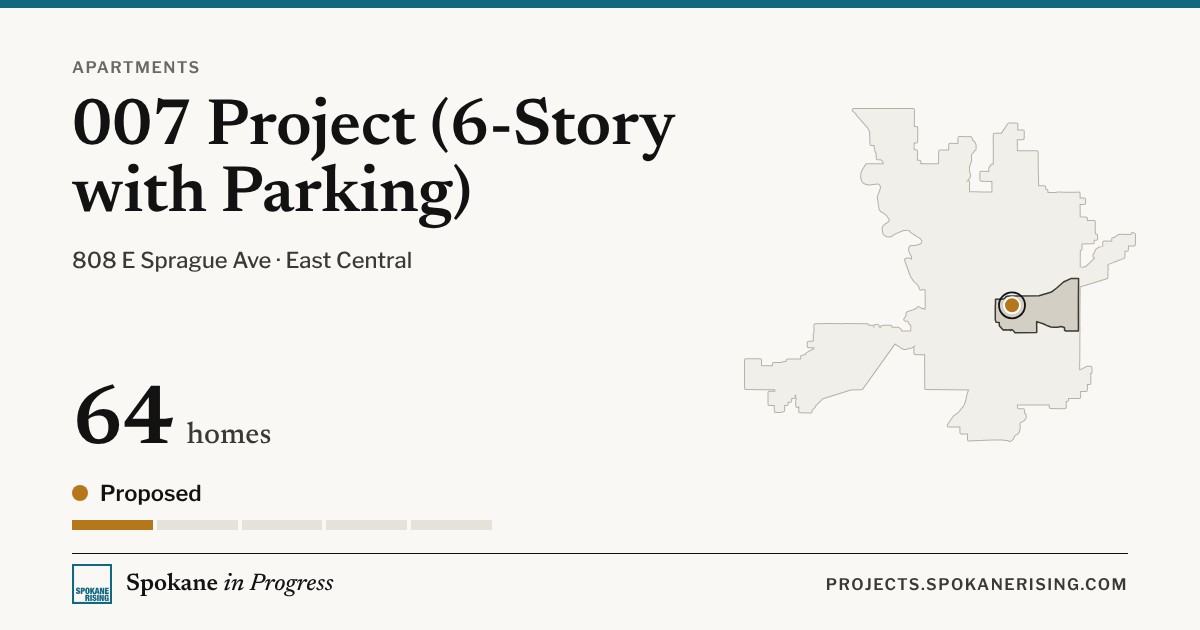 APARTMENTS
007 Project (6-Story
with Parking)
808 E Sprague Ave · East Central
64 homes
Proposed
SPOKANE
RISING
Spokane in Progress
PROJECTS.SPOKANERISING.COM